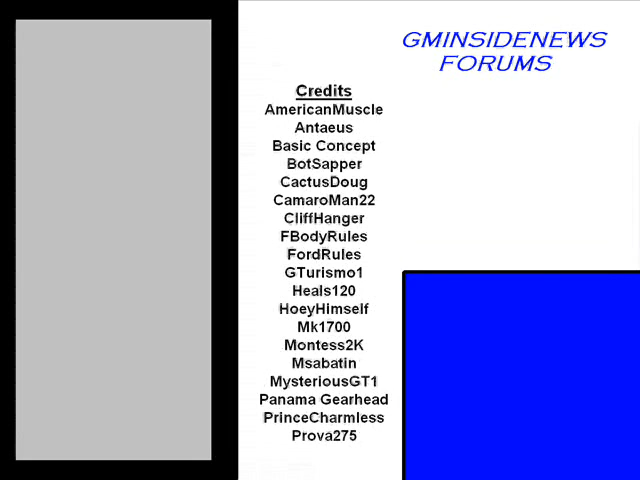 GMINSIDENEWS
FORUMS
Credits
AmericanMuscle
Antaeus
Basic Concept
BotSapper
CactusDoug
CamaroMan22
CliffHanger
FBodyRules
FordRules
GTurismo1
Heals120
HoeyHimself
Mk1700
Montess2K
Msabatin
MysteriousGT1
Panama Gearhead
PrinceCharmless
Prova275